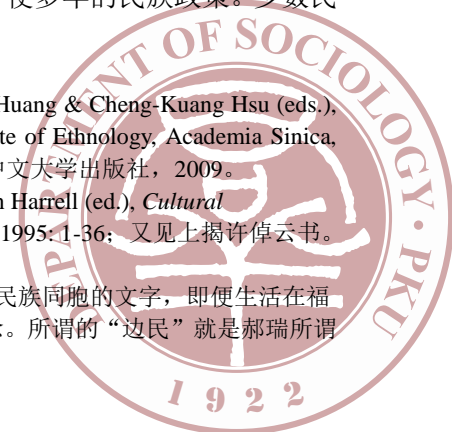 使多年的民族政策。少数民
Huang & Cheng-Kuang Hsu (eds.),
te of Ethnology, Academia Sinica,
中文大学出版社，2009。
n Harrell (ed.), Cultural
1995: 1-36；又见上揭许倬云书。
民族同胞的文字，即便生活在福
。所谓的“边民”就是郝瑞所谓
DEPARTMENT OF SOCIOLOGY · PKU
1922